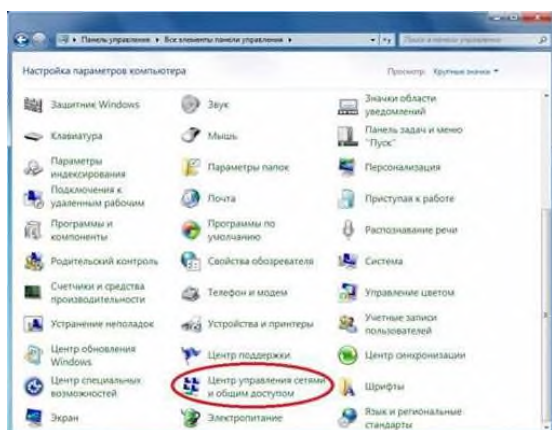 Панель управления ▸ Все элементы панели управления ▸
Поиск в панели управления
Настройка параметров компьютера
Просмотр: Крупные значки
Защитник Windows
Звук
Значки области
уведомлений
Клавиатура
Мышь
Панель задач и меню
"Пуск"
Параметры
индексирования
Параметры папок
Персонализация
Подключения к
удаленным рабочим
Почта
Приступая к работе
Программы и
компоненты
Программы по
умолчанию
Распознавание речи
Родительский контроль
Свойства обозревателя
Система
Счетчики и средства
производительности
Телефон и модем
Управление цветом
Устранение неполадок
Устройства и принтеры
Учетные записи
пользователей
Центр обновления
Windows
Центр поддержки
Центр синхронизации
Центр специальных
возможностей
Центр управления сетями
и общим доступом
Шрифты
Экран
Электропитание
Язык и региональные
стандарты